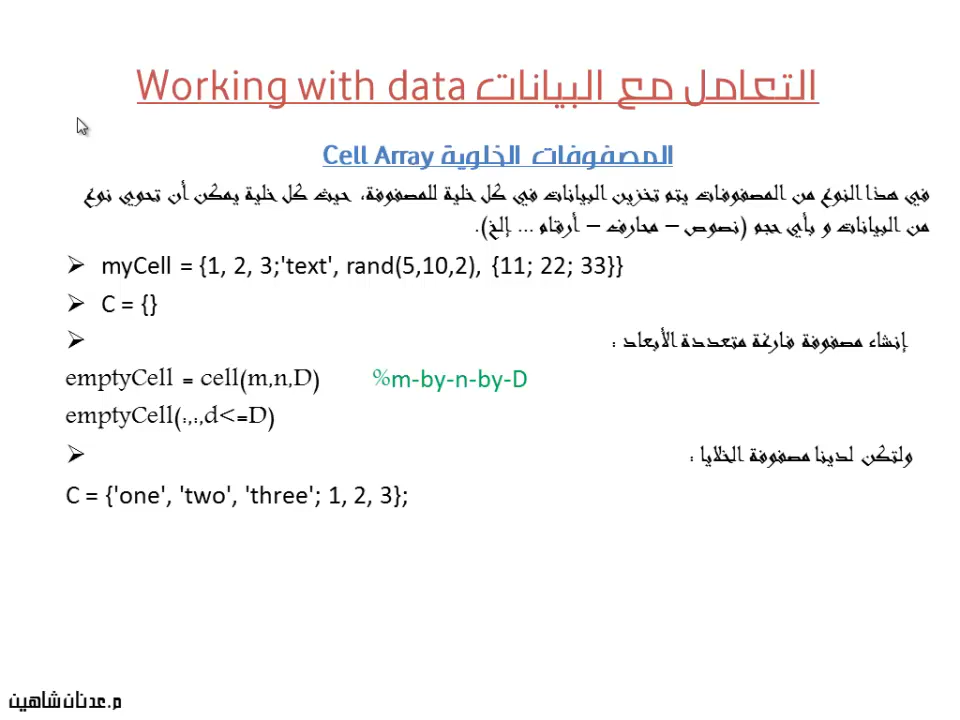 التعامل مع البيانات Working with data
المصفوفات الخلوية Cell Array
في هذا النوع من المصفوفات يتم تخزين البيانات في كل خلية للمصفوفة، حيث كل خلية يمكن أن تحوي نوع
من البيانات و بأي حجم (نصوص – محارف – أرقام ... إلخ).
➢ myCell = {1, 2, 3;'text', rand(5,10,2), {11; 22; 33}}
➢ C = {}
➢ إنشاء مصفوفة فارغة متعددة الأبعاد :
emptyCell = cell(m,n,D) %m-by-n-by-D
emptyCell(:,:,d<=D)
➢ ولتكن لدينا مصفوفة الخلايا :
C = {'one', 'two', 'three'; 1, 2, 3};
م.عدنان شاهين